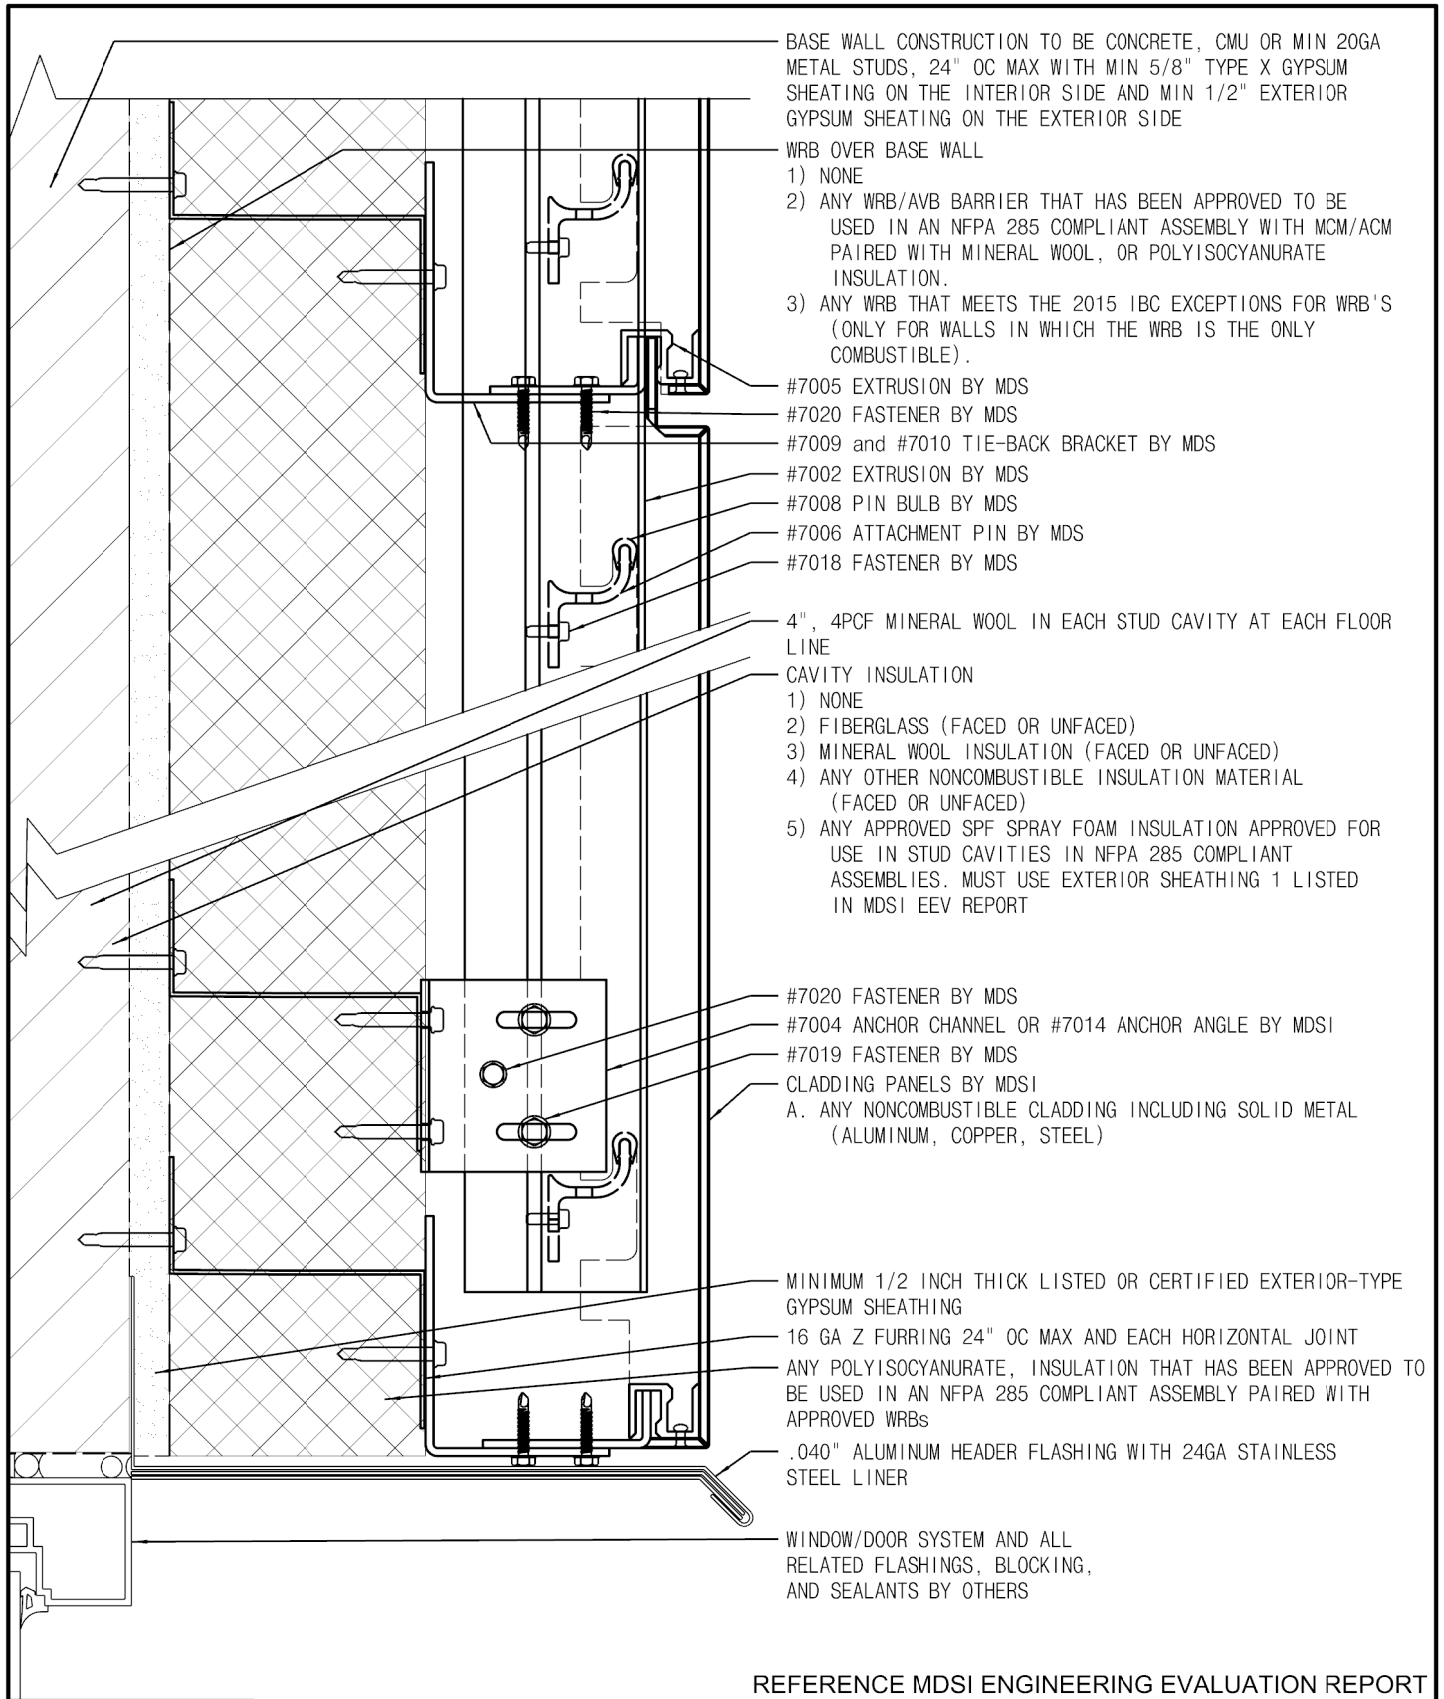 BASE WALL CONSTRUCTION TO BE CONCRETE, CMU OR MIN 20GA
METAL STUDS, 24" OC MAX WITH MIN 5/8" TYPE X GYPSUM
SHEATING ON THE INTERIOR SIDE AND MIN 1/2" EXTERIOR
GYPSUM SHEATING ON THE EXTERIOR SIDE
WRB OVER BASE WALL
1) NONE
2) ANY WRB/AVB BARRIER THAT HAS BEEN APPROVED TO BE
USED IN AN NFPA 285 COMPLIANT ASSEMBLY WITH MCM/ACM
PAIRED WITH MINERAL WOOL, OR POLYISOCYANURATE
INSULATION.
3) ANY WRB THAT MEETS THE 2015 IBC EXCEPTIONS FOR WRB'S
(ONLY FOR WALLS IN WHICH THE WRB IS THE ONLY
COMBUSTIBLE).
#7005 EXTRUSION BY MDS
#7020 FASTENER BY MDS
#7009 and #7010 TIE-BACK BRACKET BY MDS
#7002 EXTRUSION BY MDS
#7008 PIN BULB BY MDS
#7006 ATTACHMENT PIN BY MDS
#7018 FASTENER BY MDS
4", 4PCF MINERAL WOOL IN EACH STUD CAVITY AT EACH FLOOR
LINE
CAVITY INSULATION
1) NONE
2) FIBERGLASS (FACED OR UNFACED)
3) MINERAL WOOL INSULATION (FACED OR UNFACED)
4) ANY OTHER NONCOMBUSTIBLE INSULATION MATERIAL
(FACED OR UNFACED)
5) ANY APPROVED SPF SPRAY FOAM INSULATION APPROVED FOR
USE IN STUD CAVITIES IN NFPA 285 COMPLIANT
ASSEMBLIES. MUST USE EXTERIOR SHEATHING 1 LISTED
IN MDSI EEV REPORT
#7020 FASTENER BY MDS
#7004 ANCHOR CHANNEL OR #7014 ANCHOR ANGLE BY MDSI
#7019 FASTENER BY MDS
CLADDING PANELS BY MDSI
A. ANY NONCOMBUSTIBLE CLADDING INCLUDING SOLID METAL
(ALUMINUM, COPPER, STEEL)
MINIMUM 1/2 INCH THICK LISTED OR CERTIFIED EXTERIOR-TYPE
GYPSUM SHEATHING
16 GA Z FURRING 24" OC MAX AND EACH HORIZONTAL JOINT
ANY POLYISOCYANURATE, INSULATION THAT HAS BEEN APPROVED TO
BE USED IN AN NFPA 285 COMPLIANT ASSEMBLY PAIRED WITH
APPROVED WRBs
.040" ALUMINUM HEADER FLASHING WITH 24GA STAINLESS
STEEL LINER
WINDOW/DOOR SYSTEM AND ALL
RELATED FLASHINGS, BLOCKING,
AND SEALANTS BY OTHERS
REFERENCE MDSI ENGINEERING EVALUATION REPORT